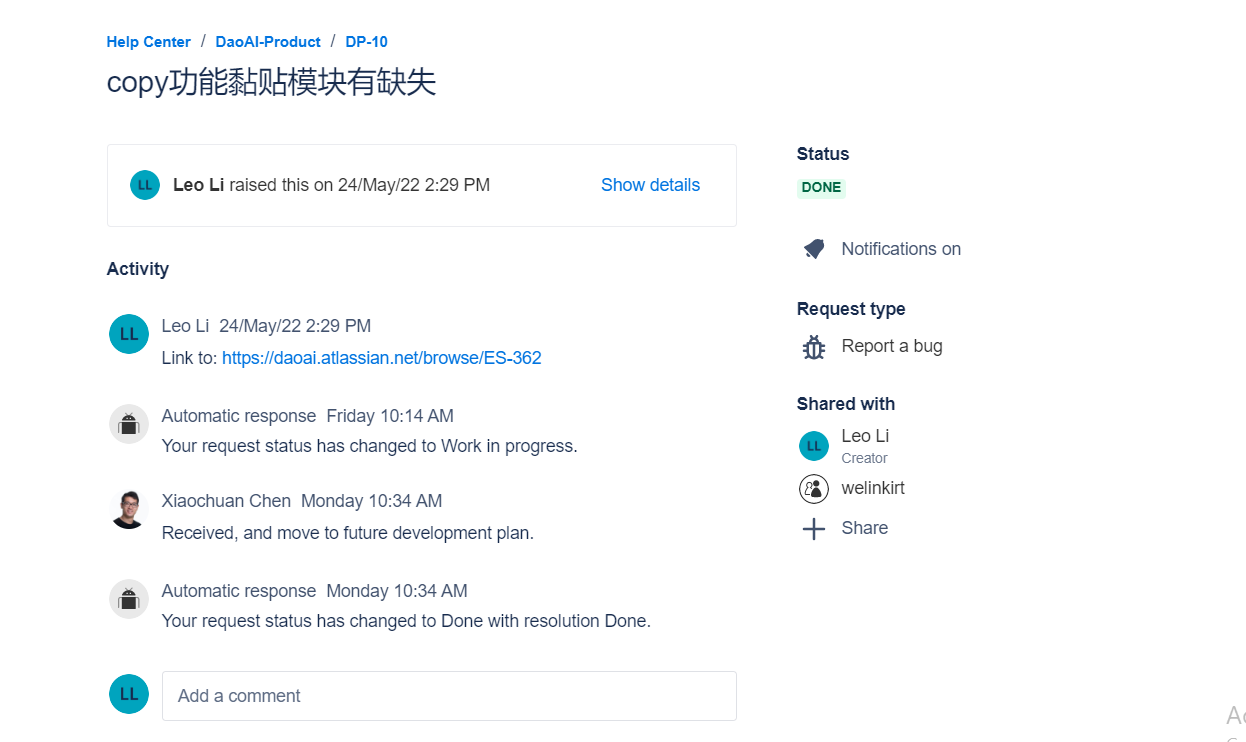 Help Center / DaoAI-Product / DP-10
copy功能黏贴模块有缺失
LL Leo Li raised this on 24/May/22 2:29 PM Show details
Activity
LL Leo Li 24/May/22 2:29 PM
Link to: https://daoai.atlassian.net/browse/ES-362
Automatic response Friday 10:14 AM
Your request status has changed to Work in progress.
Xiaochuan Chen Monday 10:34 AM
Received, and move to future development plan.
Automatic response Monday 10:34 AM
Your request status has changed to Done with resolution Done.
LL Add a comment
Status
DONE
Notifications on
Request type
Report a bug
Shared with
LL Leo Li
Creator
welinkirt
Share